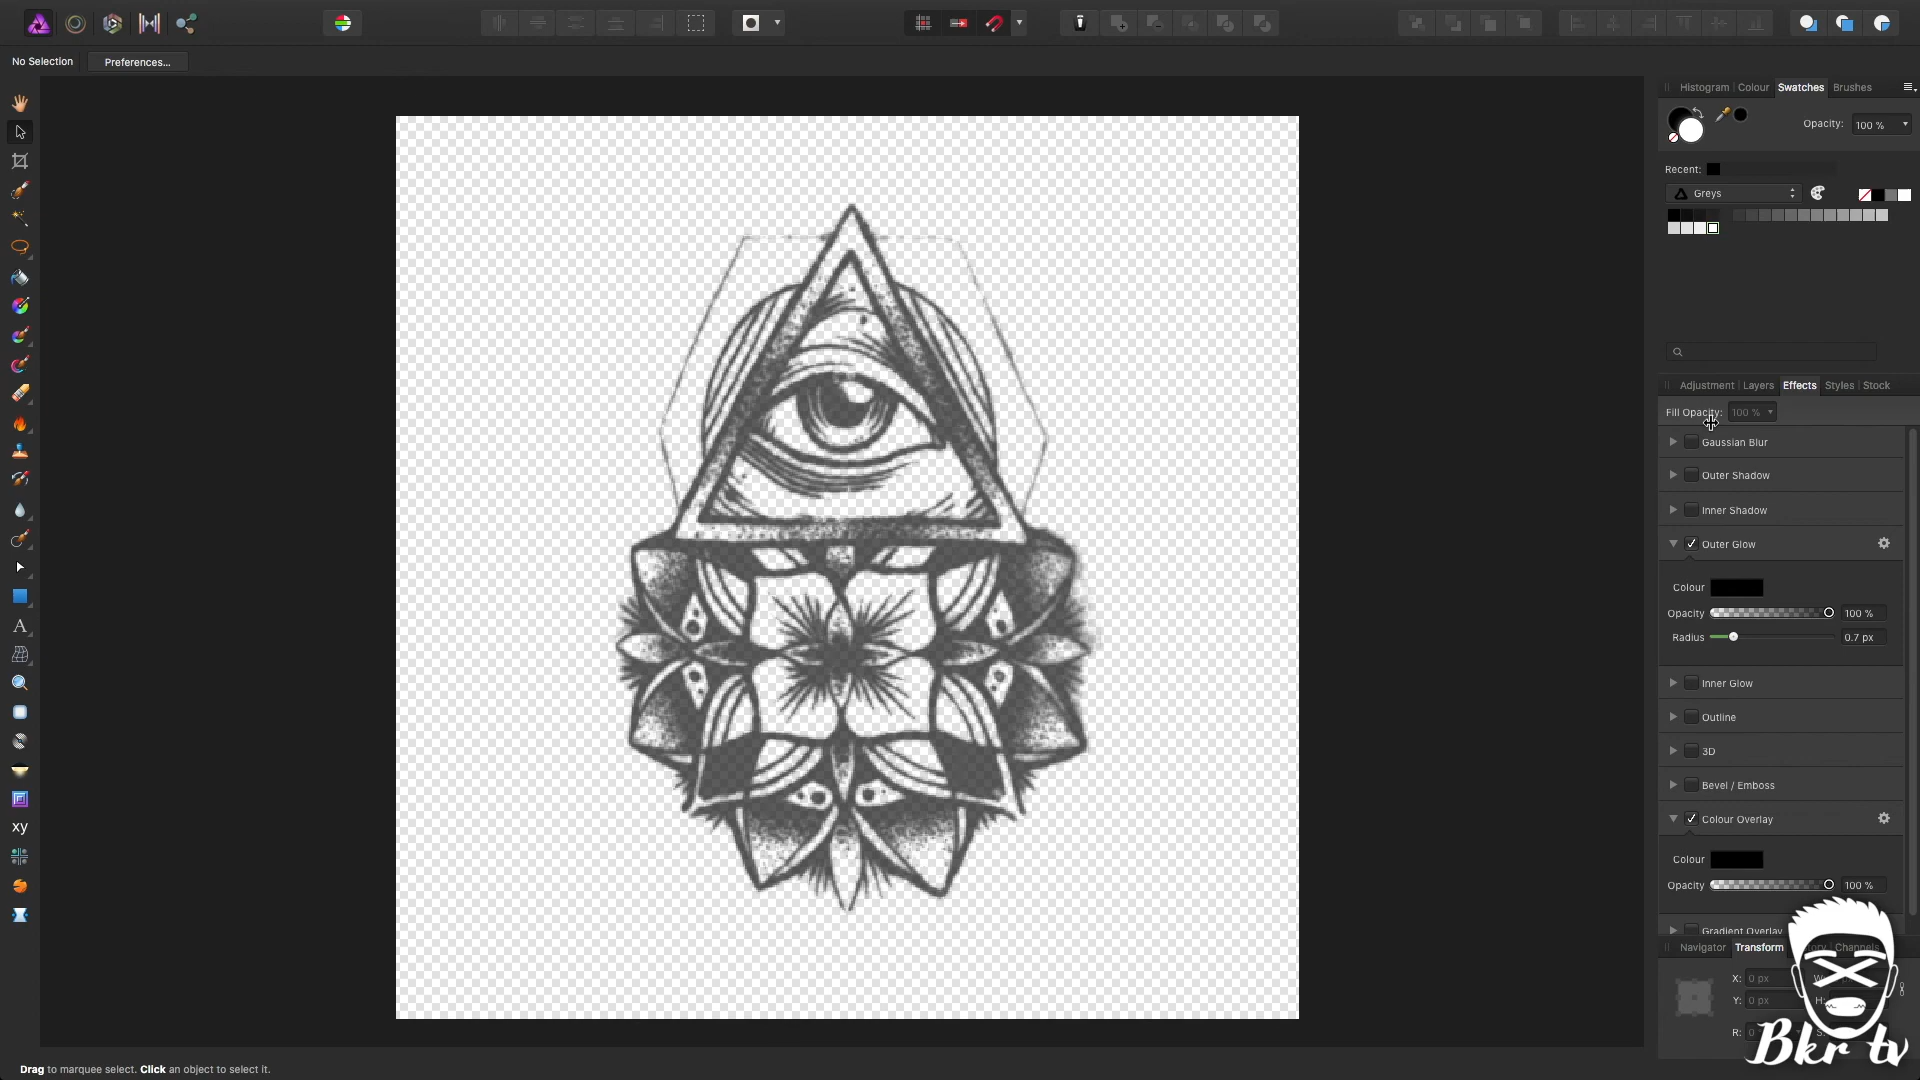 No Selection
Preferences...
Histogram
Colour
Swatches
Brushes
Opacity:
100 %
Recent:
Greys
Adjustment
Layers
Effects
Styles
Stock
Fill Opacity:
100 %
Gaussian Blur
Outer Shadow
Inner Shadow
Outer Glow
Colour
Opacity
100 %
Radius
0.7 px
Inner Glow
Outline
3D
Bevel / Emboss
Colour Overlay
Colour
Opacity
100 %
Gradient Overlay
Navigator
Transform
Channels
X:
0 px
Y:
0 px
H:
R:
A
xy
Bkr tv
Drag to marquee select. Click an object to select it.